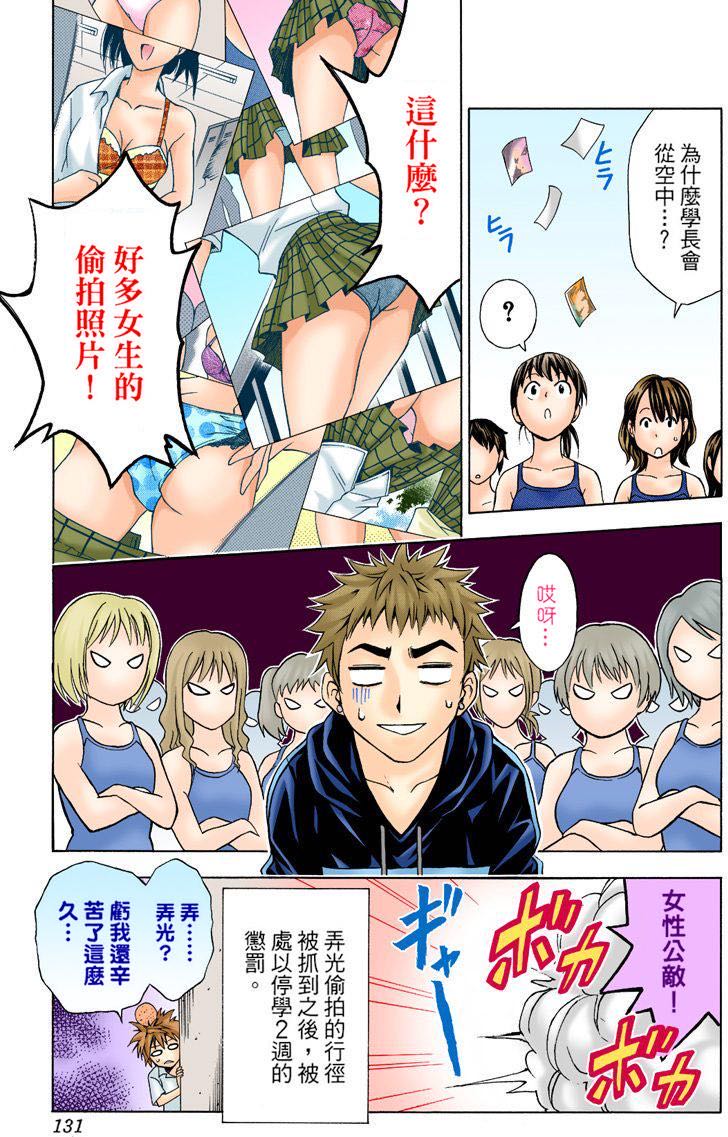 為什麼學長會
從空中…？
ヒラ
ヒラ
？
這什麼？
好多女生的
偷拍照片！
哎呀…
女性公敵！
ボカ
ボカ
ギャー
弄光偷拍的行徑
被抓到之後，被
處以停學2週的
懲罰。
弄……
弄光？
虧我還辛
苦了這麼
久…
131